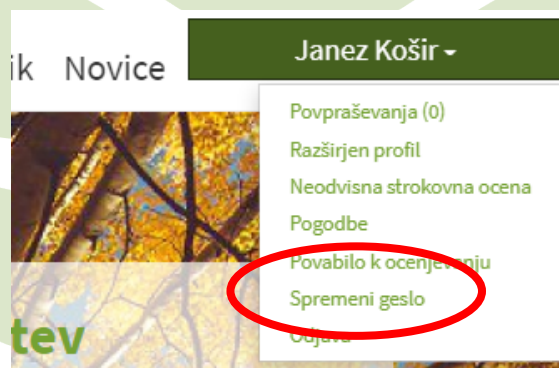 ik Novice
Janez Košir
Povpraševanja (0)
Razširjen profil
Neodvisna strokovna ocena
Pogodbe
Povabilo k ocenjevanju
Spremeni geslo
Odjava
tev